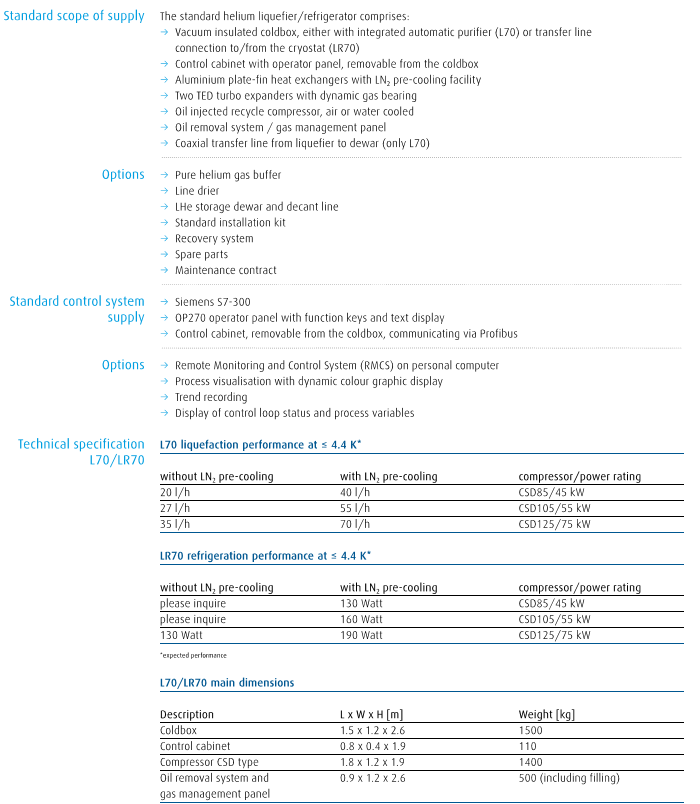 Standard scope of supply
The standard helium liquefier/refrigerator comprises:
→ Vacuum insulated coldbox, either with integrated automatic purifier (L70) or transfer line
connection to/from the cryostat (LR70)
→ Control cabinet with operator panel, removable from the coldbox
→ Aluminium plate-fin heat exchangers with LN₂ pre-cooling facility
→ Two TED turbo expanders with dynamic gas bearing
→ Oil injected recycle compressor, air or water cooled
→ Oil removal system / gas management panel
→ Coaxial transfer line from liquefier to dewar (only L70)
Options
→ Pure helium gas buffer
→ Line drier
→ LHe storage dewar and decant line
→ Standard installation kit
→ Recovery system
→ Spare parts
→ Maintenance contract
Standard control system
supply
→ Siemens S7-300
→ OP270 operator panel with function keys and text display
→ Control cabinet, removable from the coldbox, communicating via Profibus
Options
→ Remote Monitoring and Control System (RMCS) on personal computer
→ Process visualisation with dynamic colour graphic display
→ Trend recording
→ Display of control loop status and process variables
Technical specification
L70/LR70
L70 liquefaction performance at ≤ 4.4 K*
without LN₂ pre-cooling with LN₂ pre-cooling compressor/power rating
20 l/h 40 l/h CSD85/45 kW
27 l/h 55 l/h CSD105/55 kW
35 l/h 70 l/h CSD125/75 kW
LR70 refrigeration performance at ≤ 4.4 K*
without LN₂ pre-cooling with LN₂ pre-cooling compressor/power rating
please inquire 130 Watt CSD85/45 kW
please inquire 160 Watt CSD105/55 kW
130 Watt 190 Watt CSD125/75 kW
*expected performance
L70/LR70 main dimensions
Description L x W x H [m] Weight [kg]
Coldbox 1.5 x 1.2 x 2.6 1500
Control cabinet 0.8 x 0.4 x 1.9 110
Compressor CSD type 1.8 x 1.2 x 1.9 1400
Oil removal system and 0.9 x 1.2 x 2.6 500 (including filling)
gas management panel